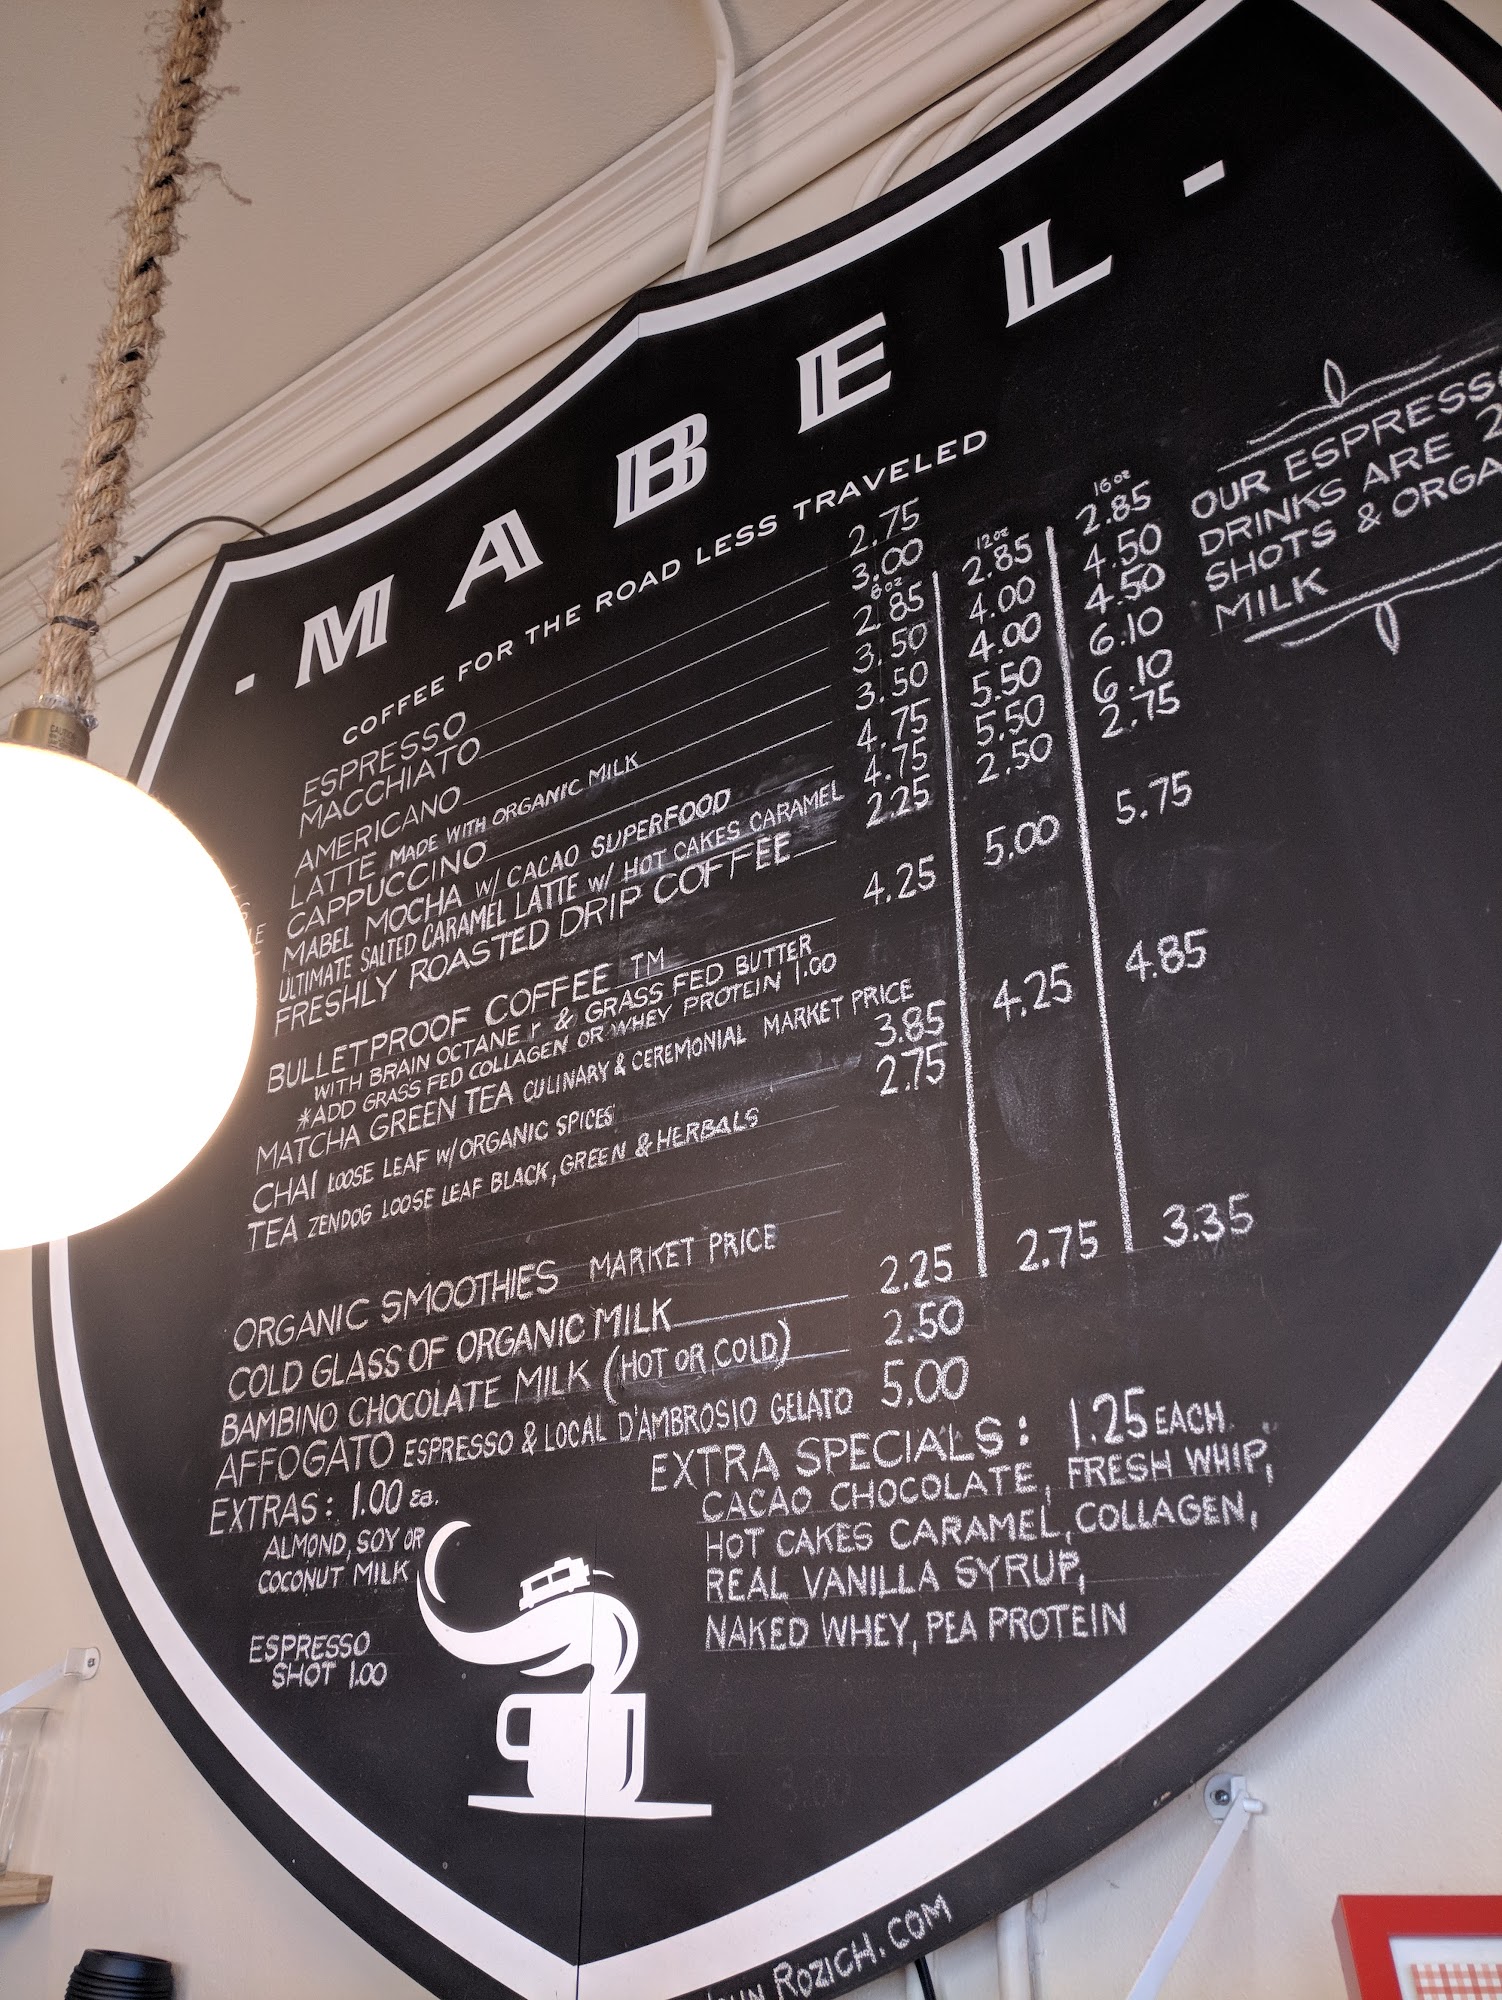 - MABEL -
COFFEE FOR THE ROAD LESS TRAVELED
ESPRESSO 2.75
MACCHIATO 3.00
8 oz 12 oz 16 oz
AMERICANO 2.85 2.85 2.85
LATTE MADE WITH ORGANIC MILK 3.50 4.00 4.50
CAPPUCCINO 3.50 4.00 4.50
MABEL MOCHA W/ CACAO SUPERFOOD 4.75 5.50 6.10
ULTIMATE SALTED CARAMEL LATTE W/ HOT CAKES CARAMEL 4.75 5.50 6.10
FRESHLY ROASTED DRIP COFFEE 2.25 2.50 2.75
BULLETPROOF COFFEE TM 4.25 5.00 5.75
WITH BRAIN OCTANE r & GRASS FED BUTTER
*ADD GRASS FED COLLAGEN OR WHEY PROTEIN 1.00
MATCHA GREEN TEA CULINARY & CEREMONIAL MARKET PRICE
CHAI LOOSE LEAF W/ORGANIC SPICES 3.85 4.25 4.85
TEA ZENDOG LOOSE LEAF BLACK, GREEN & HERBALS 2.75
ORGANIC SMOOTHIES MARKET PRICE
COLD GLASS OF ORGANIC MILK 2.25 2.75 3.35
BAMBINO CHOCOLATE MILK (HOT OR COLD) 2.50
AFFOGATO ESPRESSO & LOCAL D'AMBROSIO GELATO 5.00
EXTRAS: 1.00 ea.
ALMOND, SOY OR
COCONUT MILK
ESPRESSO
SHOT 1.00
EXTRA SPECIALS: 1.25 EACH
CACAO CHOCOLATE, FRESH WHIP,
HOT CAKES CARAMEL, COLLAGEN,
REAL VANILLA SYRUP,
NAKED WHEY, PEA PROTEIN
OUR ESPRESSO
DRINKS ARE 2
SHOTS & ORGA
MILK
ROZICH.COM